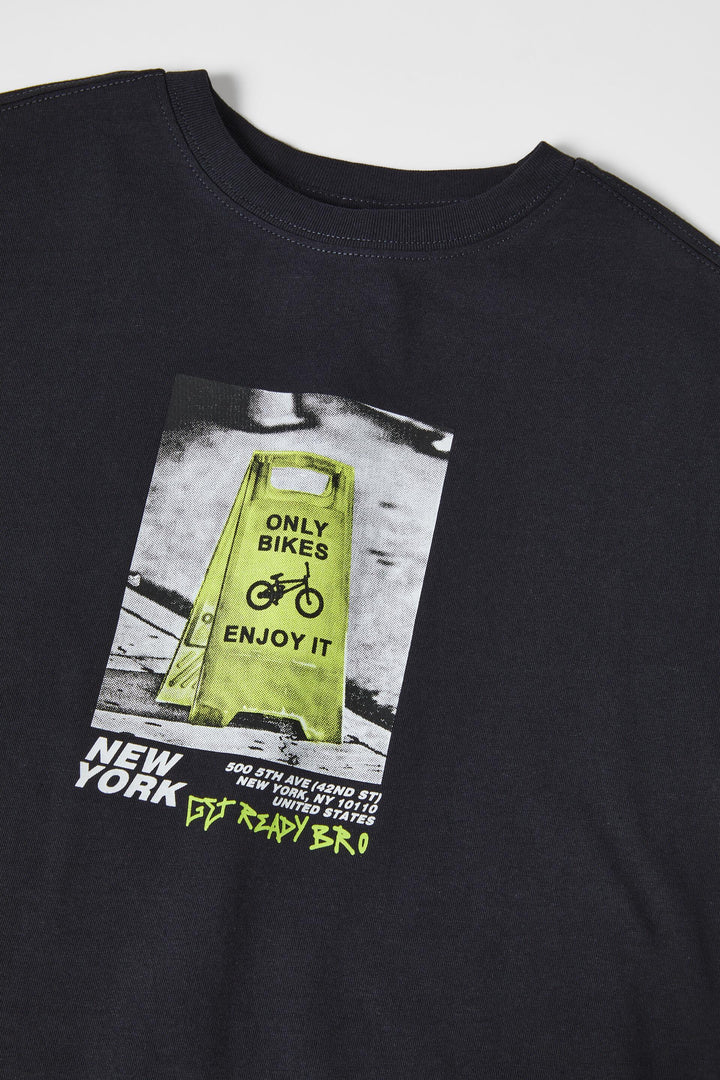 ONLY
BIKES
ENJOY IT
NEW
YORK
500 5TH AVE (42ND ST)
NEW YORK, NY 10110
UNITED STATES
GET READY BRO